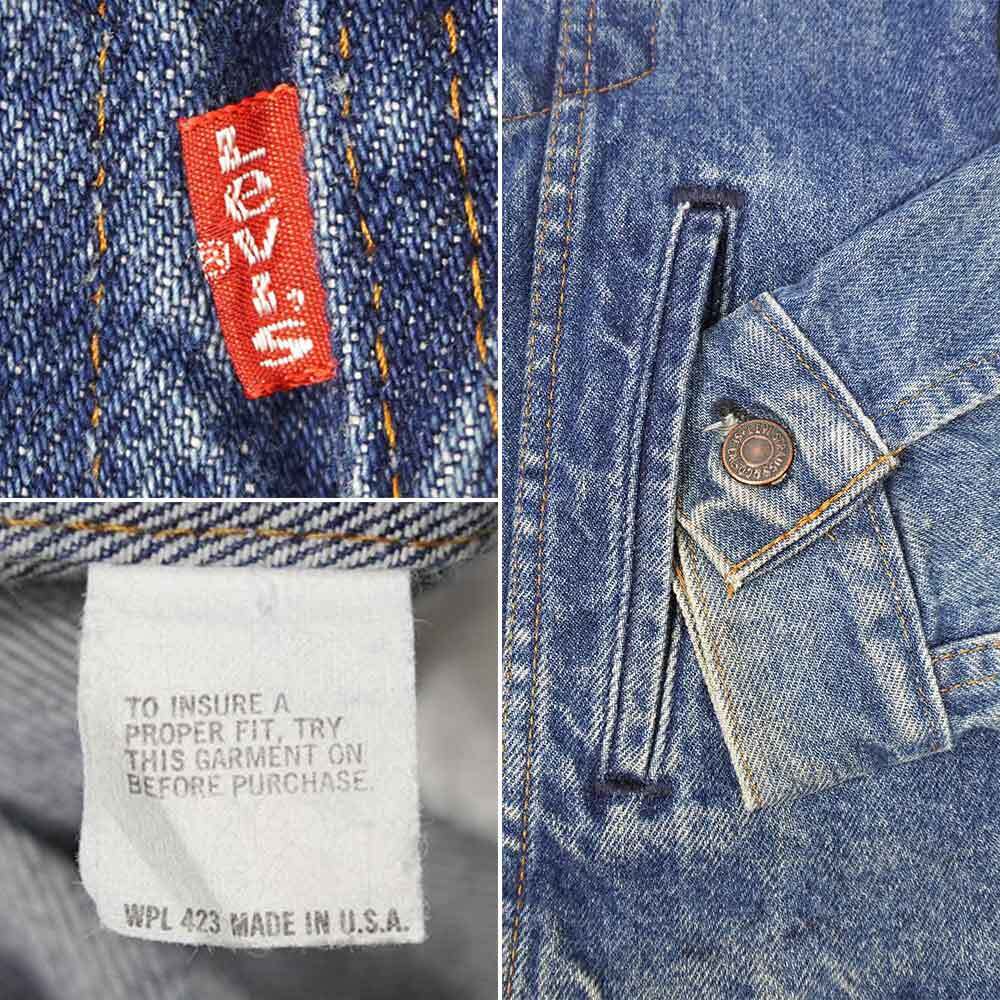 Levi's
®
TO INSURE A
PROPER FIT, TRY
THIS GARMENT ON
BEFORE PURCHASE.
WPL 423 MADE IN U.S.A.